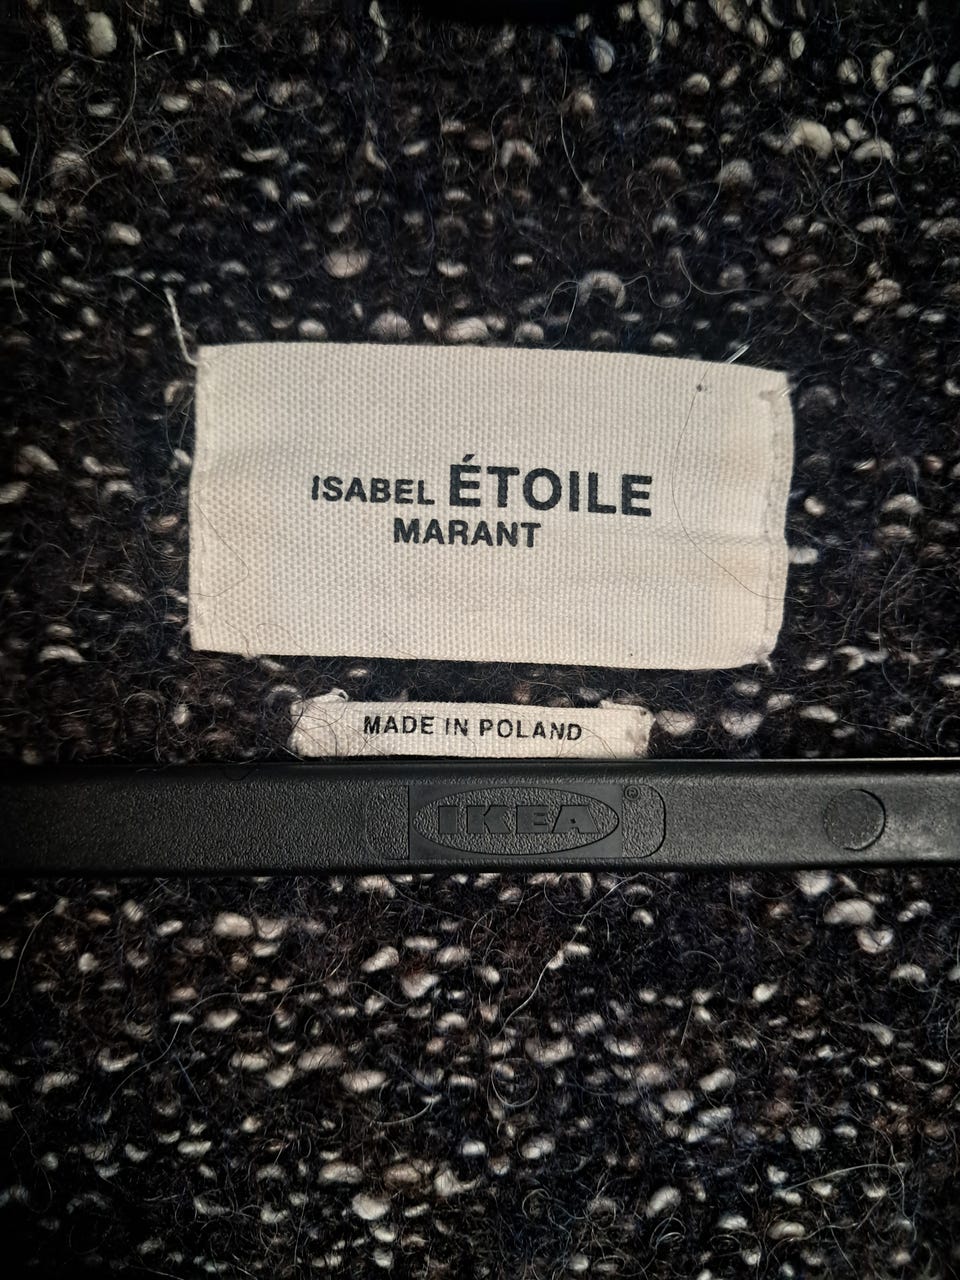 ISABEL ÉTOILE
MARANT
MADE IN POLAND
IKEA®